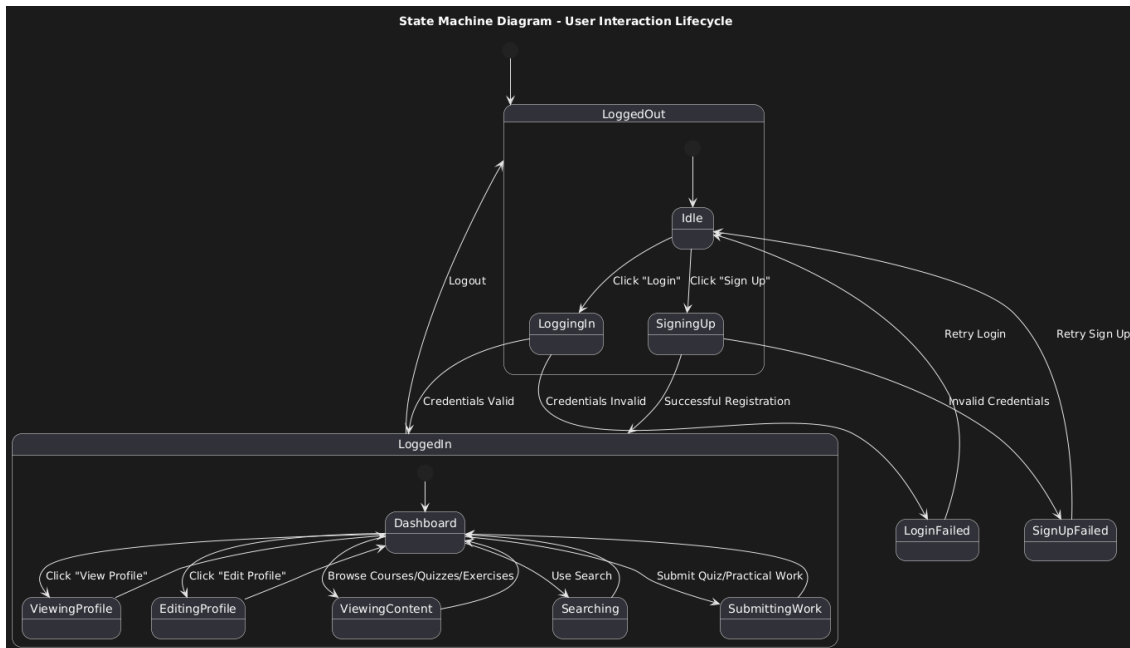 State Machine Diagram - User Interaction Lifecycle
LoggedOut
Idle
Logout
Click "Login"
Click "Sign Up"
LoggingIn
SigningUp
Retry Login
Retry Sign Up
Credentials Valid
Credentials Invalid
Successful Registration
Invalid Credentials
LoggedIn
Dashboard
LoginFailed
SignUpFailed
Click "View Profile"
Click "Edit Profile"
Browse Courses/Quizzes/Exercises
Use Search
Submit Quiz/Practical Work
ViewingProfile
EditingProfile
ViewingContent
Searching
SubmittingWork